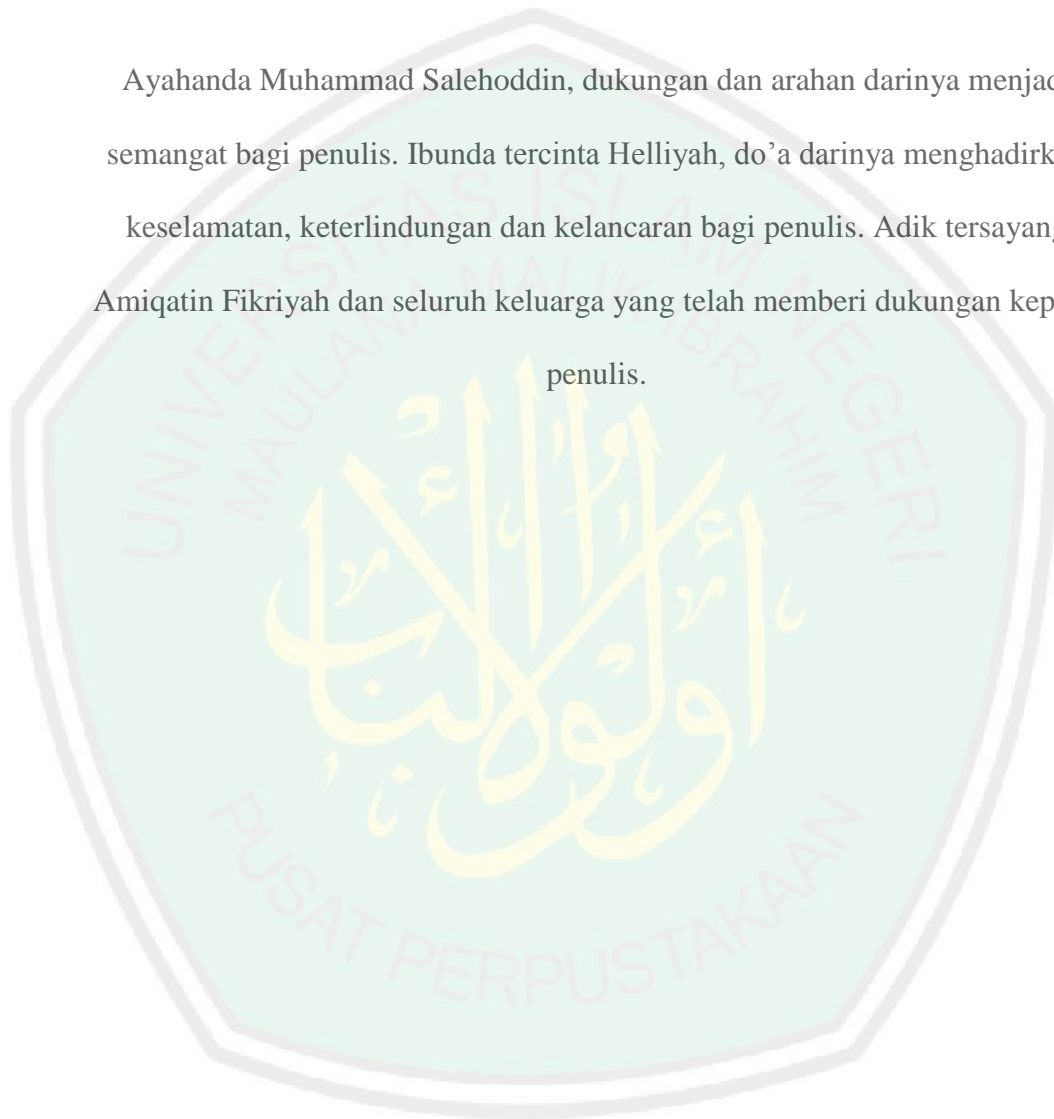 Ayahanda Muhammad Salehoddin, dukungan dan arahan darinya menjad
semangat bagi penulis. Ibunda tercinta Helliyah, do’a darinya menghadirk
keselamatan, keterlindungan dan kelancaran bagi penulis. Adik tersayang
Amiqatin Fikriyah dan seluruh keluarga yang telah memberi dukungan kep
penulis.
UNIVERSITAS ISLAM NEGERI
MAULANA MALIK IBRAHIM
أولوا الألباب
PUSAT PERPUSTAKAAN